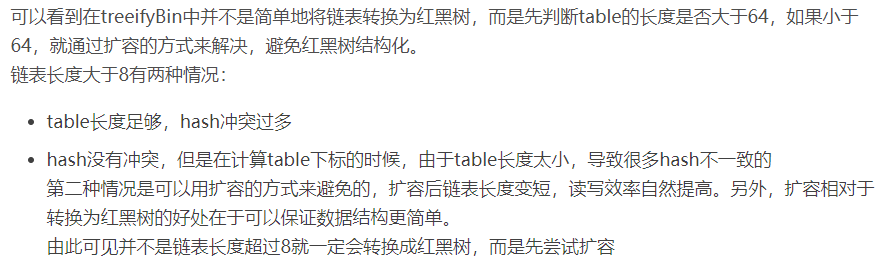 可以看到在treeifyBin中并不是简单地将链表转换为红黑树，而是先判断table的长度是否大于64，如果小于
64，就通过扩容的方式来解决，避免红黑树结构化。
链表长度大于8有两种情况：
• table长度足够，hash冲突过多
• hash没有冲突，但是在计算table下标的时候，由于table长度太小，导致很多hash不一致的
第二种情况是可以用扩容的方式来避免的，扩容后链表长度变短，读写效率自然提高。另外，扩容相对于
转换为红黑树的好处在于可以保证数据结构更简单。
由此可见并不是链表长度超过8就一定会转换成红黑树，而是先尝试扩容